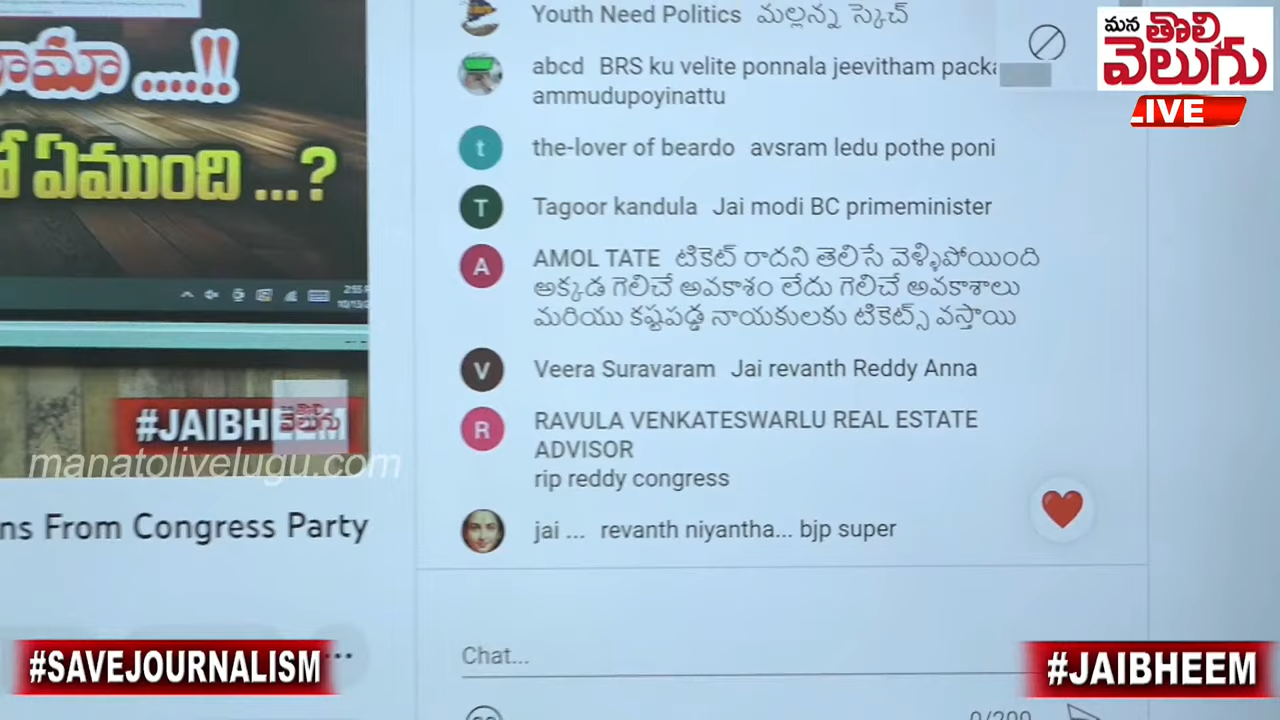 Youth Need Politics మల్లన్న స్కెచ్
మన తొలి
వెలుగు
LIVE
abcd BRS ku velite ponnala jeevitham packa
ammudupoyinattu
the-lover of beardo avsram ledu pothe poni
ఏముంది ...?
Tagoor kandula Jai modi BC primeminister
AMOL TATE టికెట్ రాదని తెలిసే వెళ్ళిపోయింది
అక్కడ గెలిచే అవకాశం లేదు గెలిచే అవకాశాలు
మరియు కష్టపడ్డ నాయకులకు టికెట్స్ వస్తాయి
Veera Suravaram Jai revanth Reddy Anna
RAVULA VENKATESWARLU REAL ESTATE
ADVISOR
rip reddy congress
#JAIBHEEM
manatolivelugu.com
ns From Congress Party
jai ... revanth niyantha... bjp super
Chat...
#SAVEJOURNALISM
#JAIBHEEM
0/200